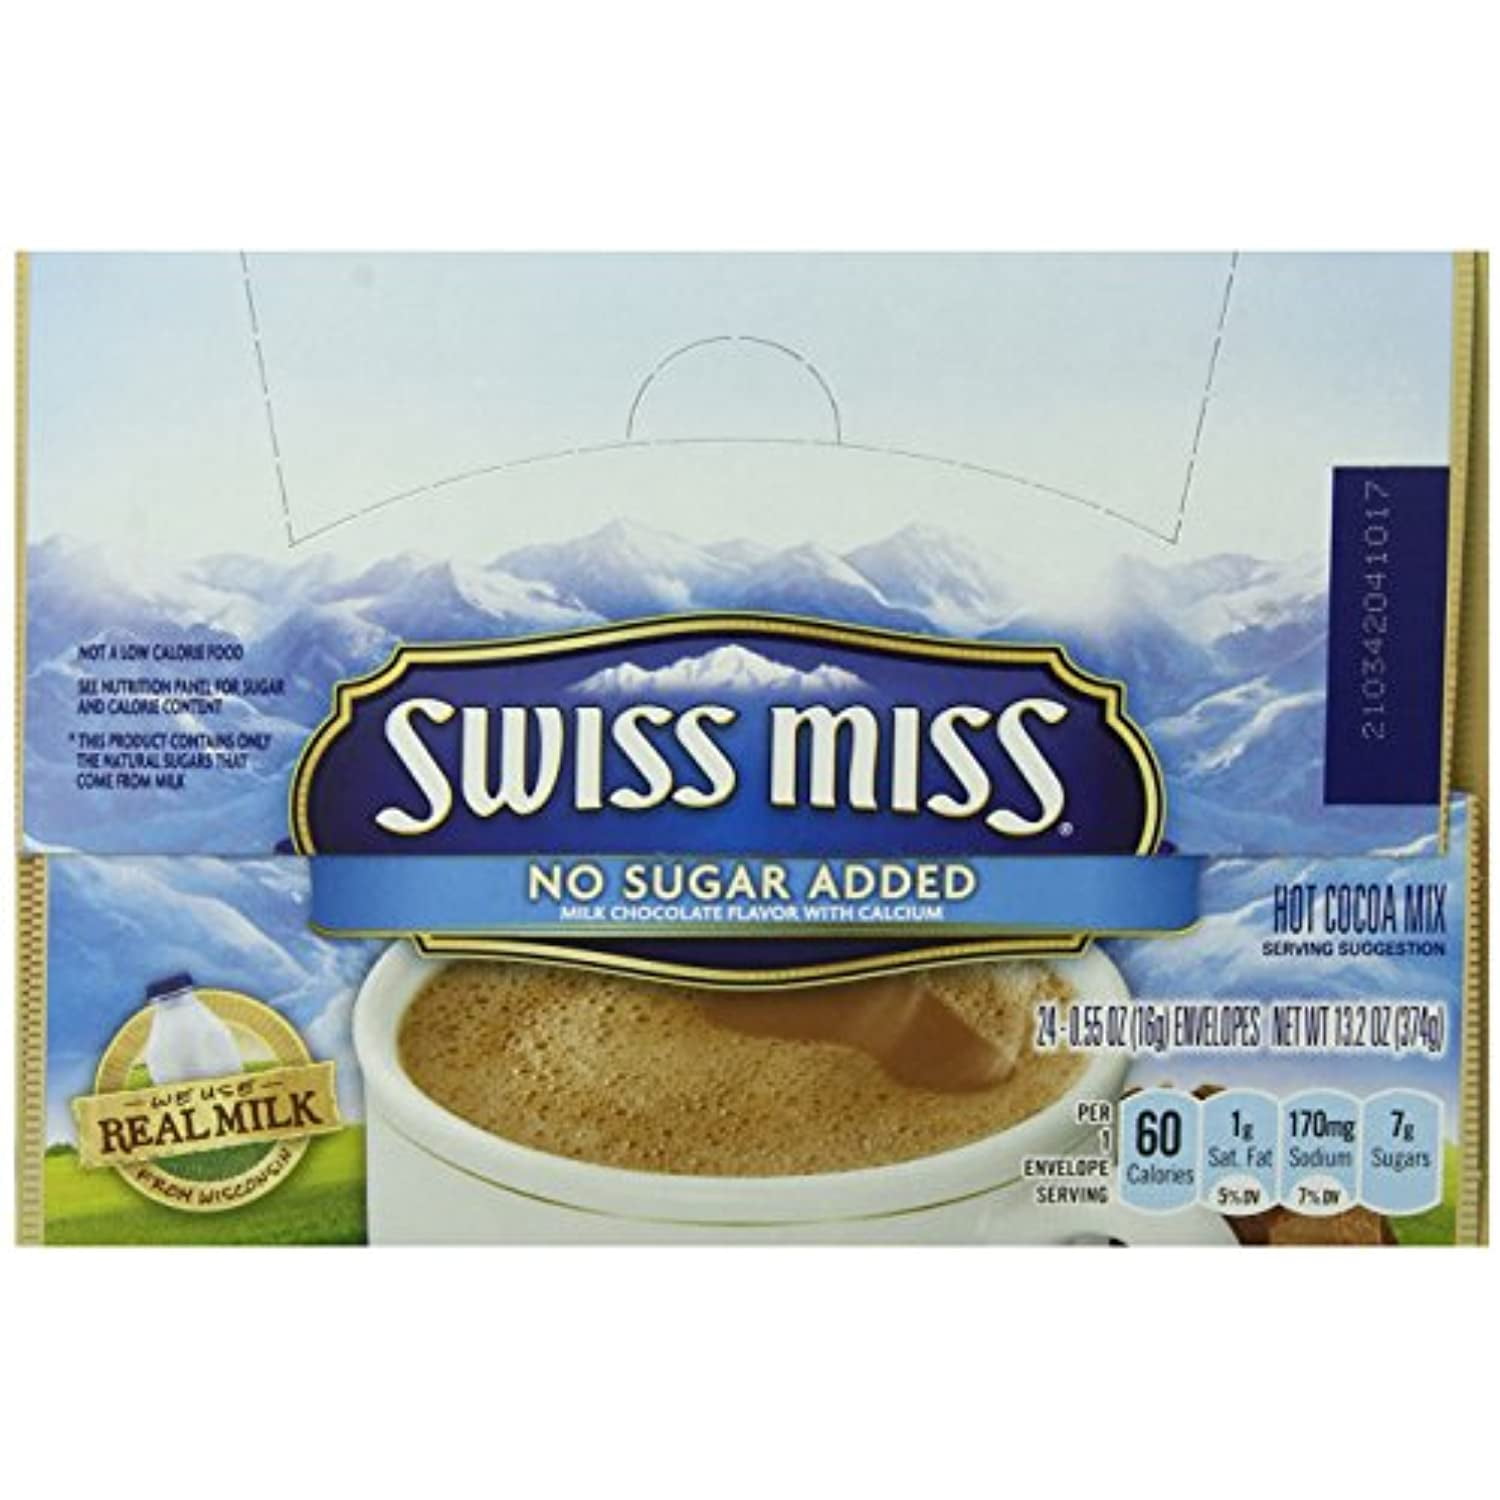 NOT A LOW CALORIE FOOD
SEE NUTRITION PANEL FOR SUGAR
AND CALORIE CONTENT
* THIS PRODUCT CONTAINS ONLY
THE NATURAL SUGARS THAT
COME FROM MILK
210342041017
SWISS MISS®
NO SUGAR ADDED
MILK CHOCOLATE FLAVOR WITH CALCIUM
HOT COCOA MIX
SERVING SUGGESTION
24 - 0.55 OZ (16g) ENVELOPES NET WT 13.2 OZ (374g)
WE USE
REAL MILK
FROM WISCONSIN
PER
1
ENVELOPE
SERVING
60
Calories
1g
Sat. Fat
5% DV
170mg
Sodium
7% DV
7g
Sugars